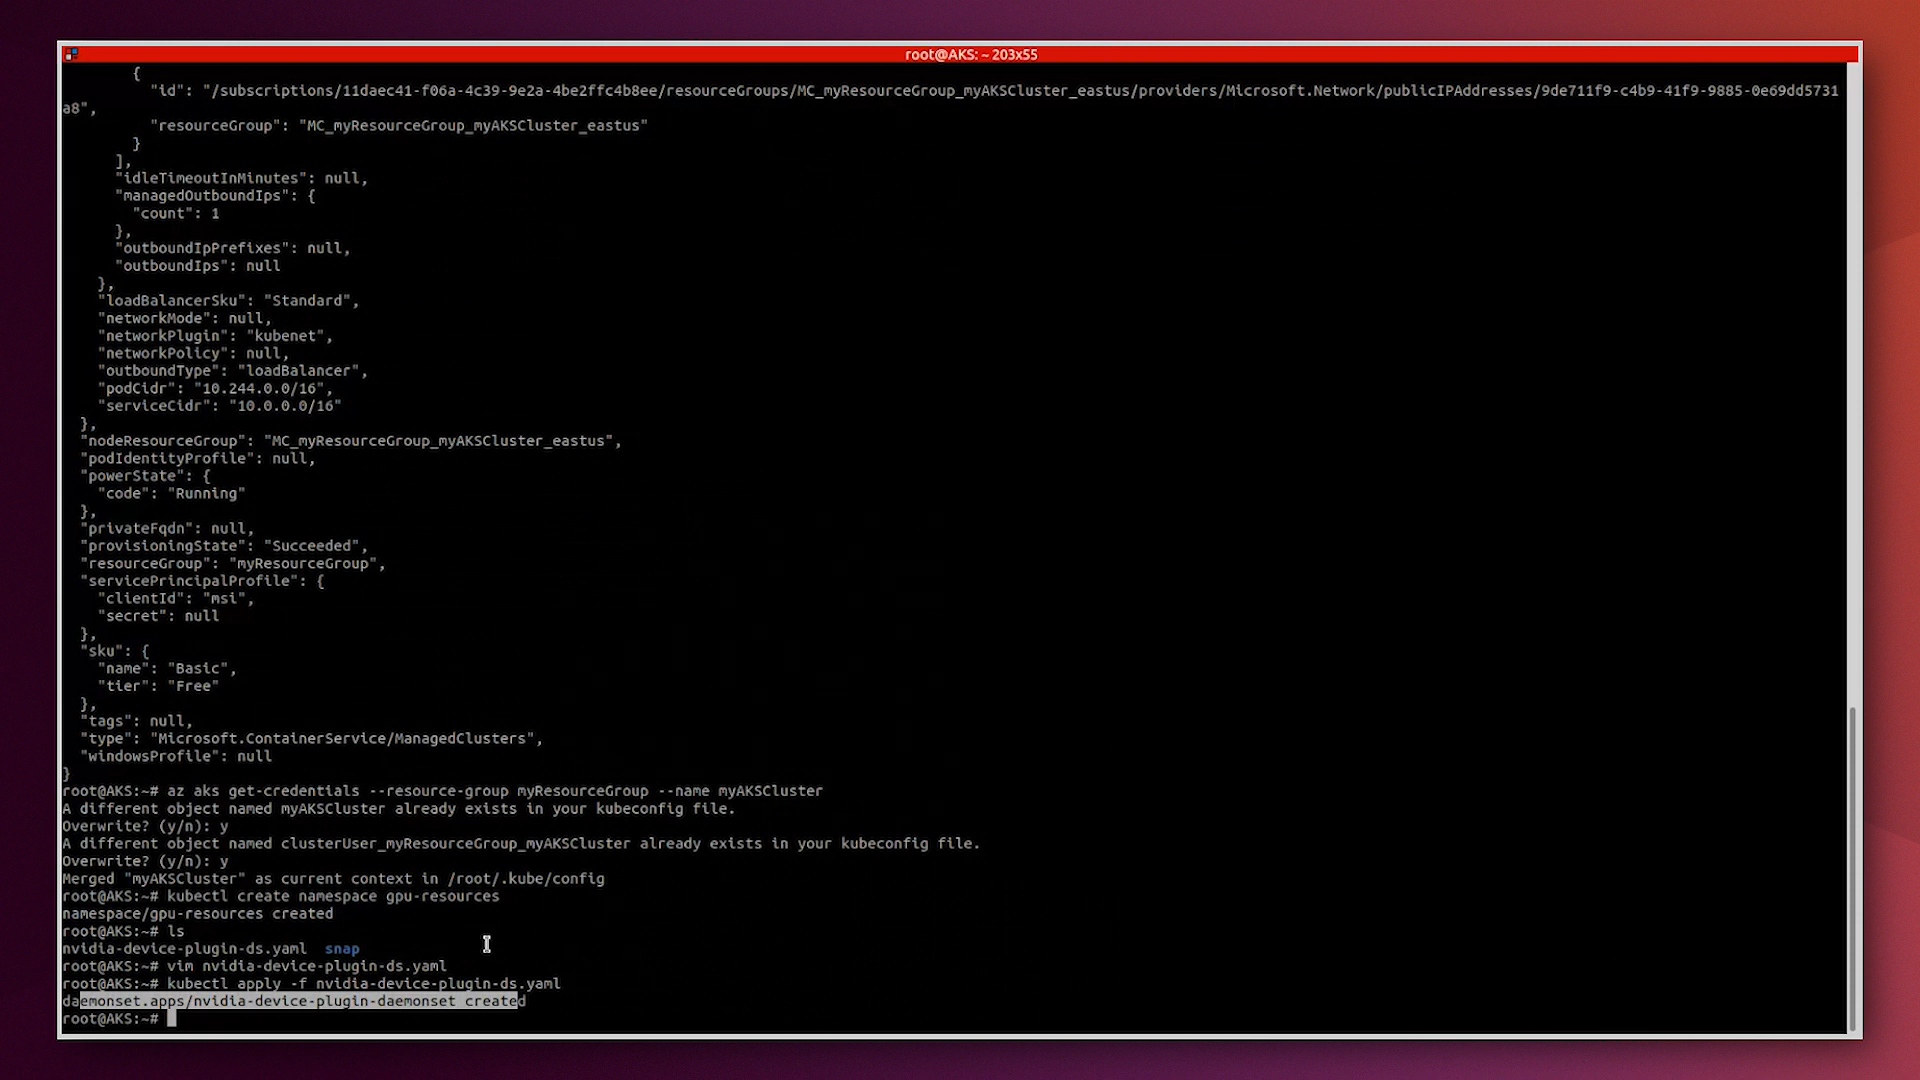 root@AKS: ~ 203x55
{
"id": "/subscriptions/11daec41-f06a-4c39-9e2a-4be2ffc4b8ee/resourceGroups/MC_myResourceGroup_myAKSCluster_eastus/providers/Microsoft.Network/publicIPAddresses/9de711f9-c4b9-41f9-9885-0e69dd5731
a8",
"resourceGroup": "MC_myResourceGroup_myAKSCluster_eastus"
}
],
"idleTimeoutInMinutes": null,
"managedOutboundIps": {
"count": 1
},
"outboundIpPrefixes": null,
"outboundIps": null
},
"loadBalancerSku": "Standard",
"networkMode": null,
"networkPlugin": "kubenet",
"networkPolicy": null,
"outboundType": "loadBalancer",
"podCidr": "10.244.0.0/16",
"serviceCidr": "10.0.0.0/16"
},
"nodeResourceGroup": "MC_myResourceGroup_myAKSCluster_eastus",
"podIdentityProfile": null,
"powerState": {
"code": "Running"
},
"privateFqdn": null,
"provisioningState": "Succeeded",
"resourceGroup": "myResourceGroup",
"servicePrincipalProfile": {
"clientId": "msi",
"secret": null
},
"sku": {
"name": "Basic",
"tier": "Free"
},
"tags": null,
"type": "Microsoft.ContainerService/ManagedClusters",
"windowsProfile": null
}
root@AKS:~# az aks get-credentials --resource-group myResourceGroup --name myAKSCluster
A different object named myAKSCluster already exists in your kubeconfig file.
Overwrite? (y/n): y
A different object named clusterUser_myResourceGroup_myAKSCluster already exists in your kubeconfig file.
Overwrite? (y/n): y
Merged "myAKSCluster" as current context in /root/.kube/config
root@AKS:~# kubectl create namespace gpu-resources
namespace/gpu-resources created
root@AKS:~# ls
nvidia-device-plugin-ds.yaml  snap
root@AKS:~# vim nvidia-device-plugin-ds.yaml
root@AKS:~# kubectl apply -f nvidia-device-plugin-ds.yaml
daemonset.apps/nvidia-device-plugin-daemonset created
root@AKS:~#